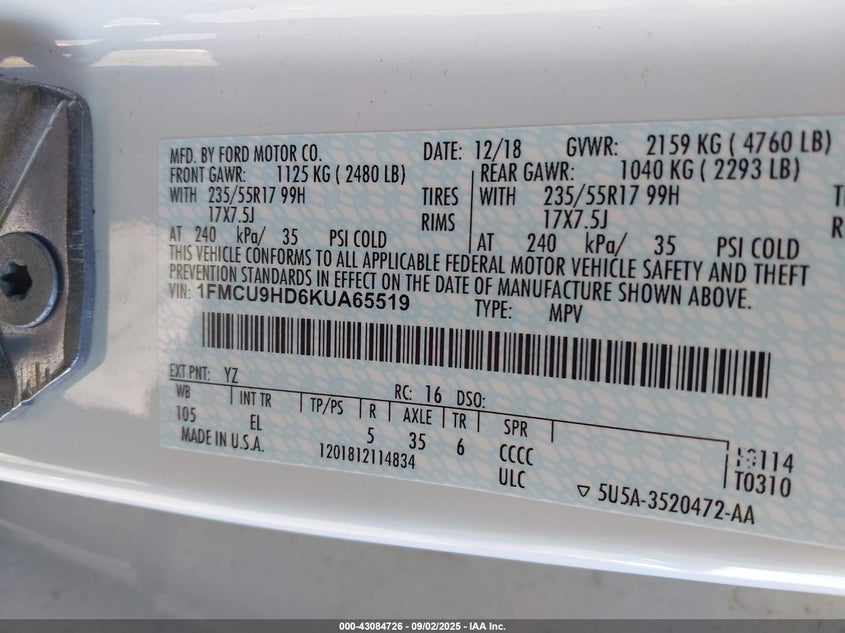 MFD. BY FORD MOTOR CO. DATE: 12/18 GVWR: 2159 KG ( 4760 LB)
FRONT GAWR: 1125 KG ( 2480 LB) REAR GAWR: 1040 KG ( 2293 LB)
WITH 235/55R17 99H TIRES WITH 235/55R17 99H
17X7.5J RIMS 17X7.5J
AT 240 kPa/ 35 PSI COLD AT 240 kPa/ 35 PSI COLD
THIS VEHICLE CONFORMS TO ALL APPLICABLE FEDERAL MOTOR VEHICLE SAFETY AND THEFT
PREVENTION STANDARDS IN EFFECT ON THE DATE OF MANUFACTURE SHOWN ABOVE.
VIN: 1FMCU9HD6KUA65519 TYPE: MPV
EXT PNT: YZ RC: 16 DSO:
WB INT TR TP/PS R AXLE TR SPR
105 EL 5 35 6 CCCC
MADE IN U.S.A. 1201812114834 ULC
T0310
▽ 5U5A-3520472-AA
000-43084726 - 09/02/2025 - IAA Inc.